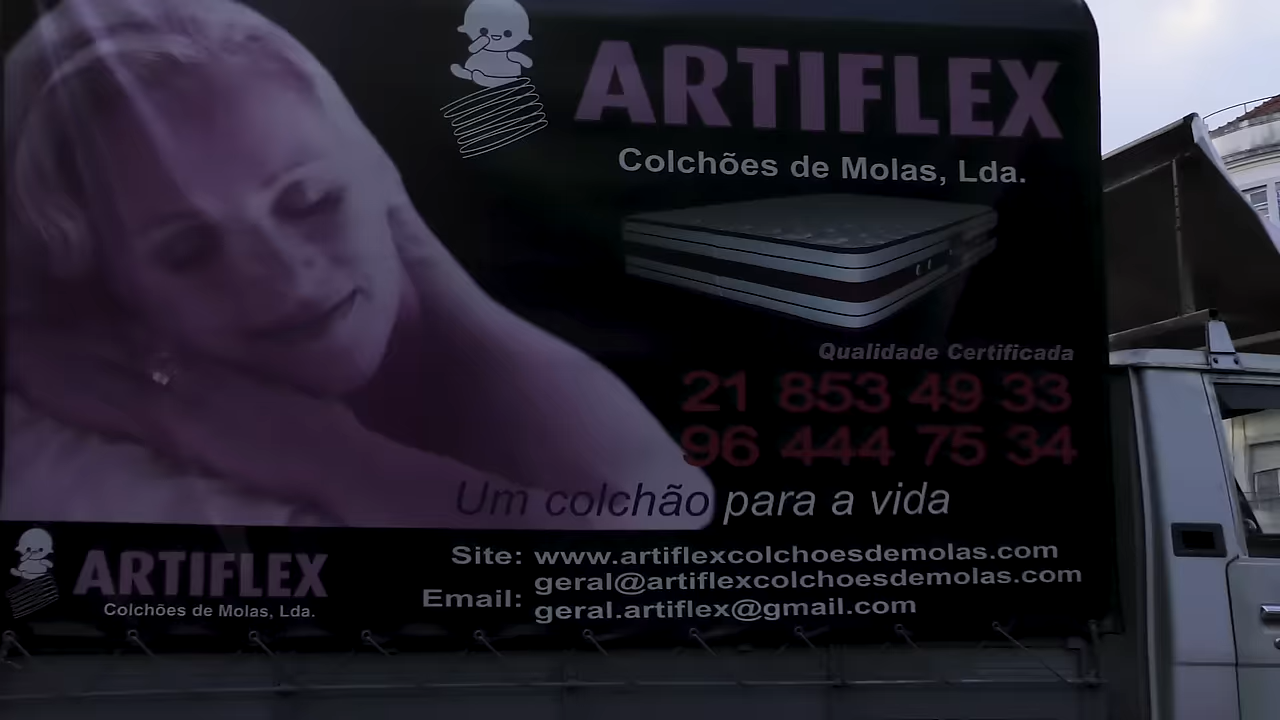 ARTIFLEX
Colchões de Molas, Lda.
Qualidade Certificada
21 853 49 33
96 444 75 34
Um colchão para a vida
ARTIFLEX
Colchões de Molas, Lda.
Site: www.artiflexcolchoesdemolas.com
Email: geral@artiflexcolchoesdemolas.com
geral.artiflex@gmail.com